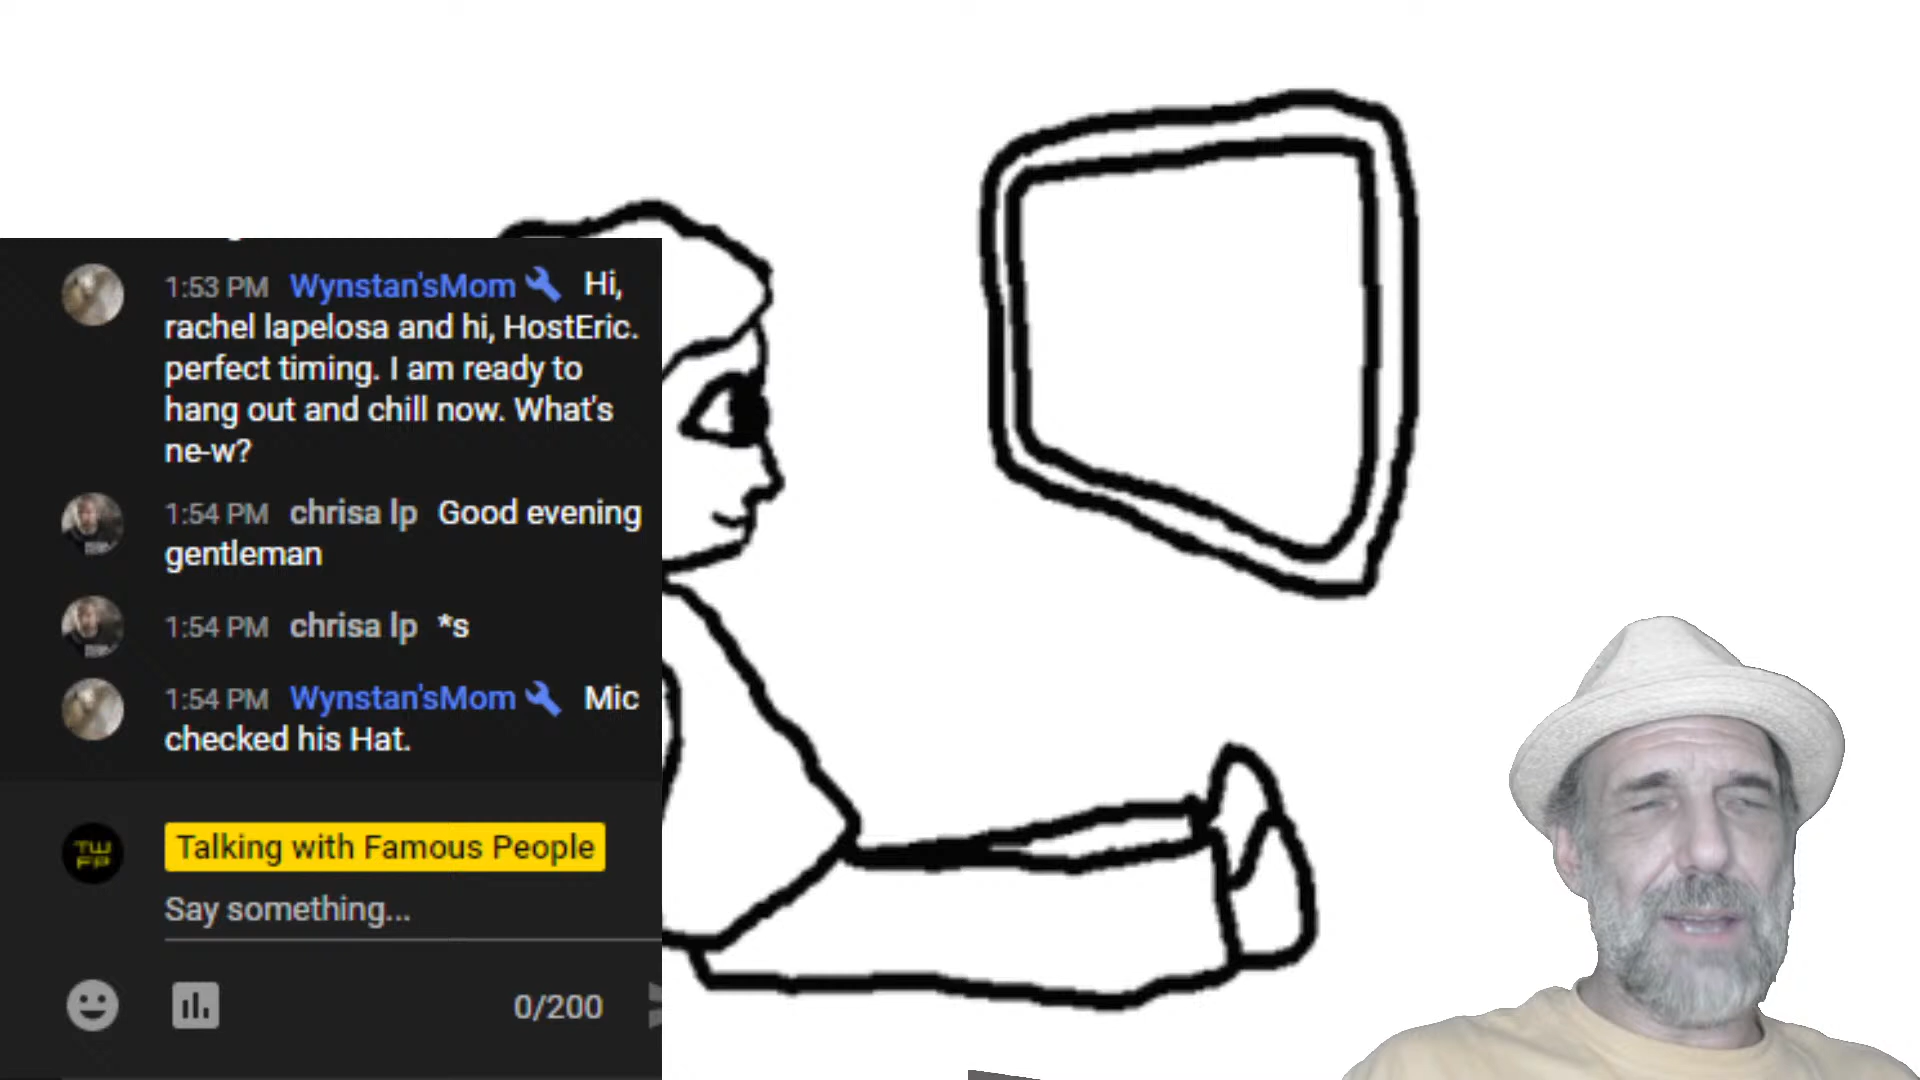 1:53 PM Wynstan'sMom Hi,
rachel lapelosa and hi, HostEric.
perfect timing. I am ready to
hang out and chill now. What's
ne-w?
1:54 PM chrisa lp Good evening
gentleman
1:54 PM chrisa lp *s
1:54 PM Wynstan'sMom Mic
checked his Hat.
TW
FP
Talking with Famous People
Say something...
0/200